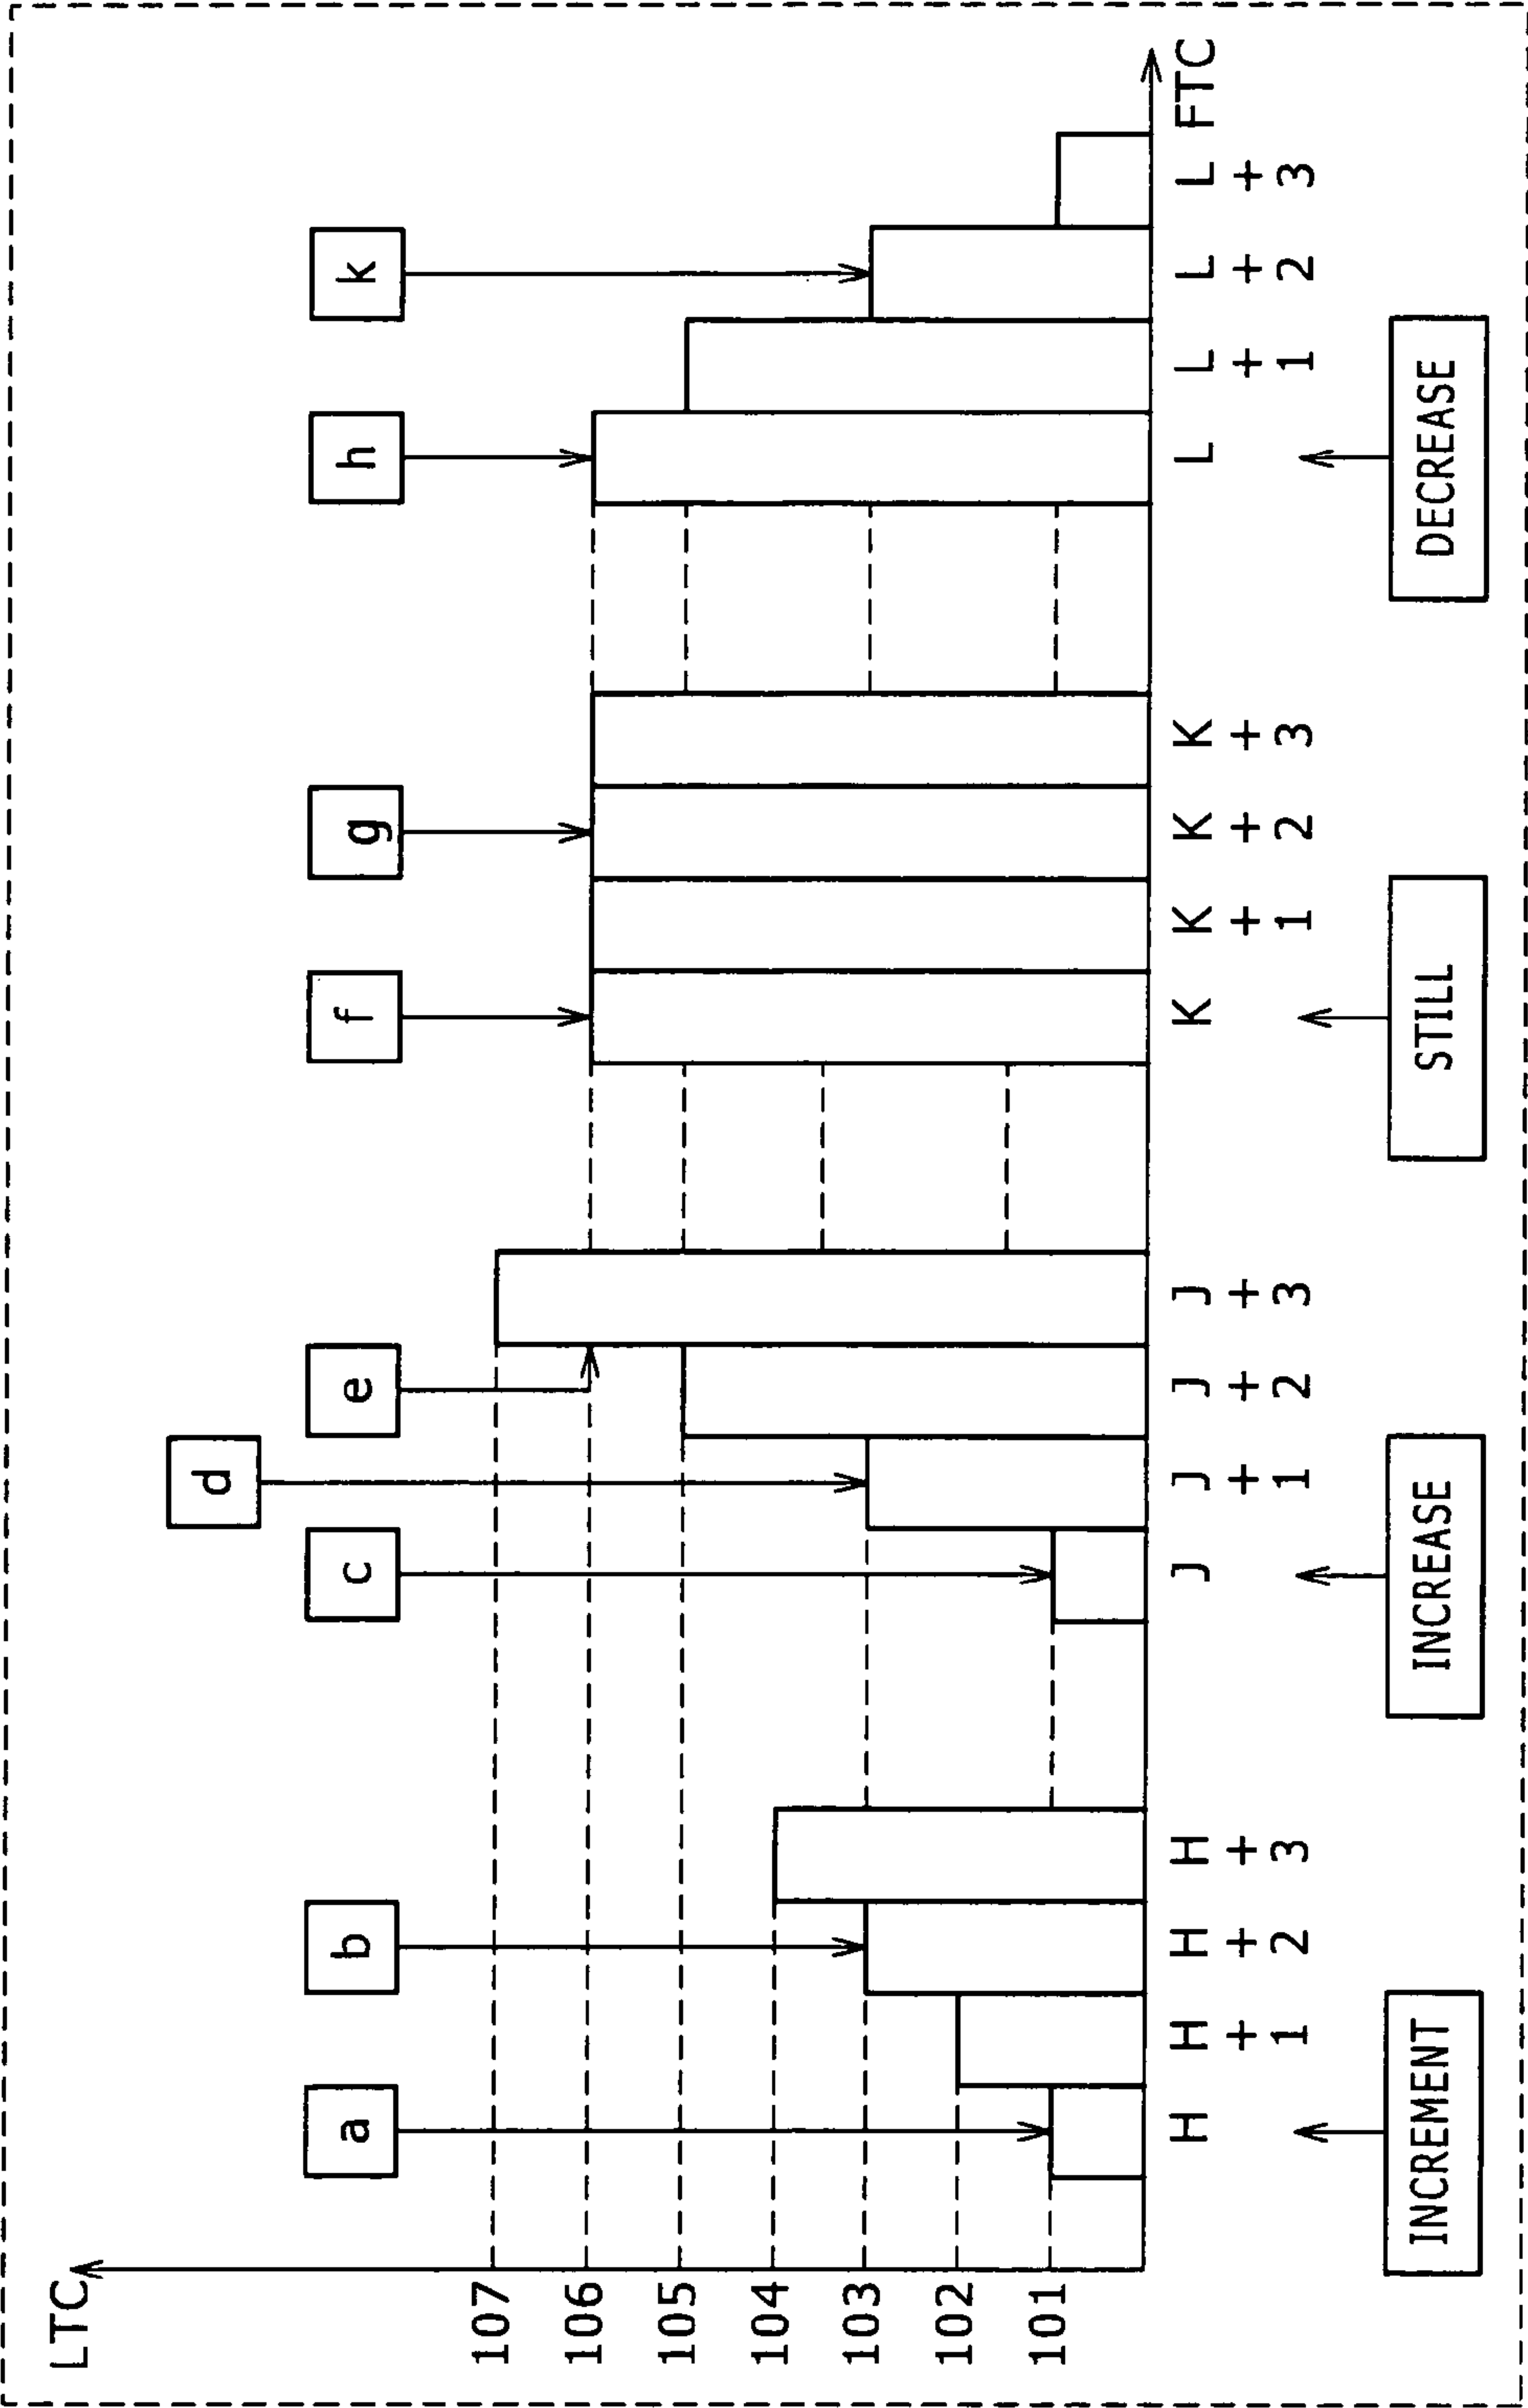 LTC
d
a
b
c
e
f
g
h
k
107
106
105
104
103
102
101
H
H+1
H+2
H+3
J
J+1
J+2
J+3
K
K+1
K+2
K+3
L
L+1
L+2
L+3
FTC
INCREMENT
INCREASE
STILL
DECREASE